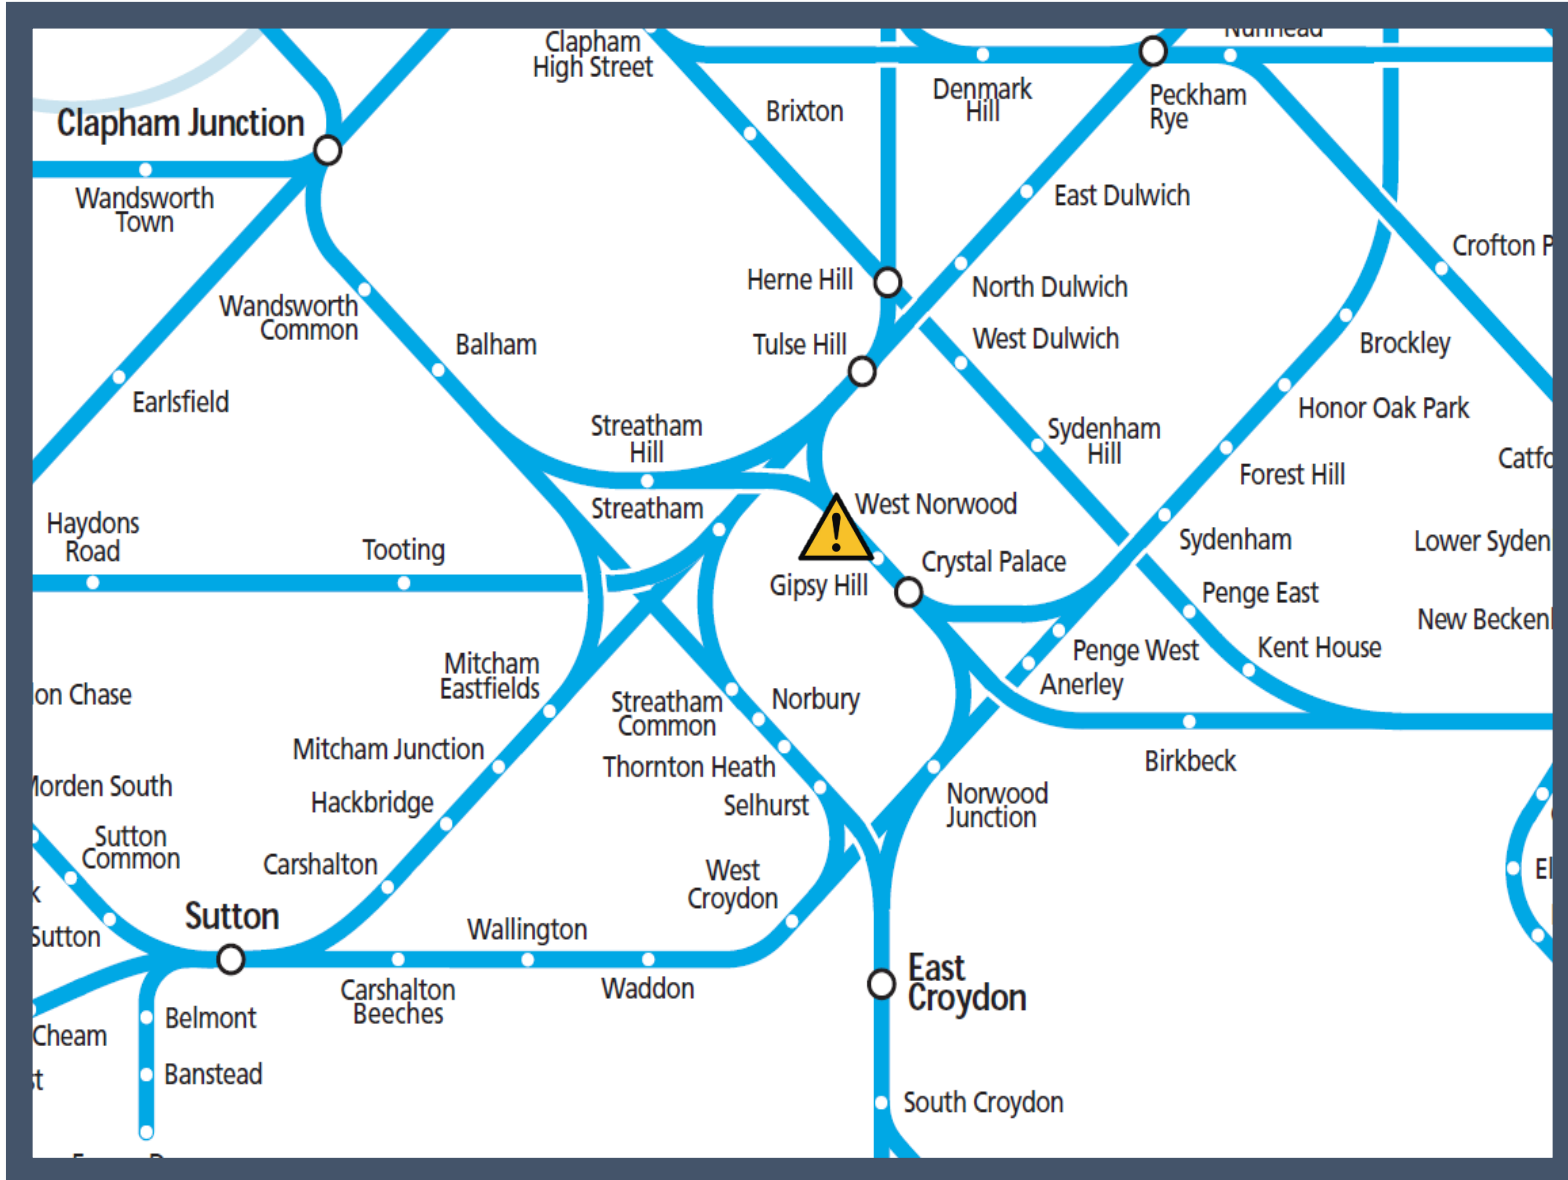 Clapham
High Street
Denmark
Hill
Peckham
Rye
Brixton
Clapham Junction
Wandsworth
Town
East Dulwich
Crofton P
Herne Hill
North Dulwich
Wandsworth
Common
Tulse Hill
West Dulwich
Balham
Brockley
Earlsfield
Streatham
Hill
Sydenham
Hill
Honor Oak Park
Forest Hill
Catfo
Streatham
West Norwood
Haydons
Road
Tooting
!
Crystal Palace
Sydenham
Lower Syden
Gipsy Hill
Penge East
New Beckenl
Mitcham
Eastfields
Penge West
Kent House
on Chase
Streatham
Common
Norbury
Anerley
Mitcham Junction
Thornton Heath
Birkbeck
Morden South
Hackbridge
Selhurst
Norwood
Junction
Sutton
Common
Carshalton
West
Croydon
El
k
Sutton
Sutton
Wallington
East
Croydon
Carshalton
Beeches
Waddon
Belmont
Cheam
Banstead
st
South Croydon